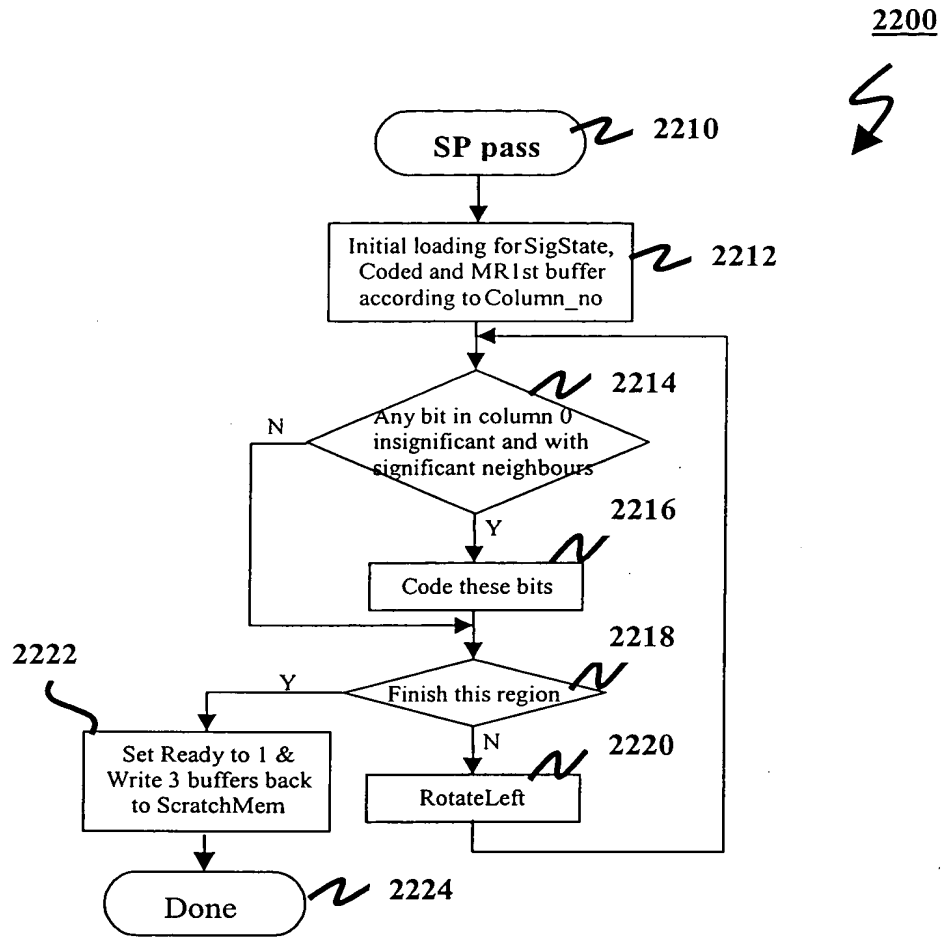 2200
SP pass
2210
Initial loading for SigState,
Coded and MR1st buffer
according to Column_no
2212
2214
N
Any bit in column 0
insignificant and with
significant neighbours
Y
2216
Code these bits
2218
2222
Y
Finish this region
N
2220
Set Ready to 1 &
Write 3 buffers back
to ScratchMem
RotateLeft
2224
Done